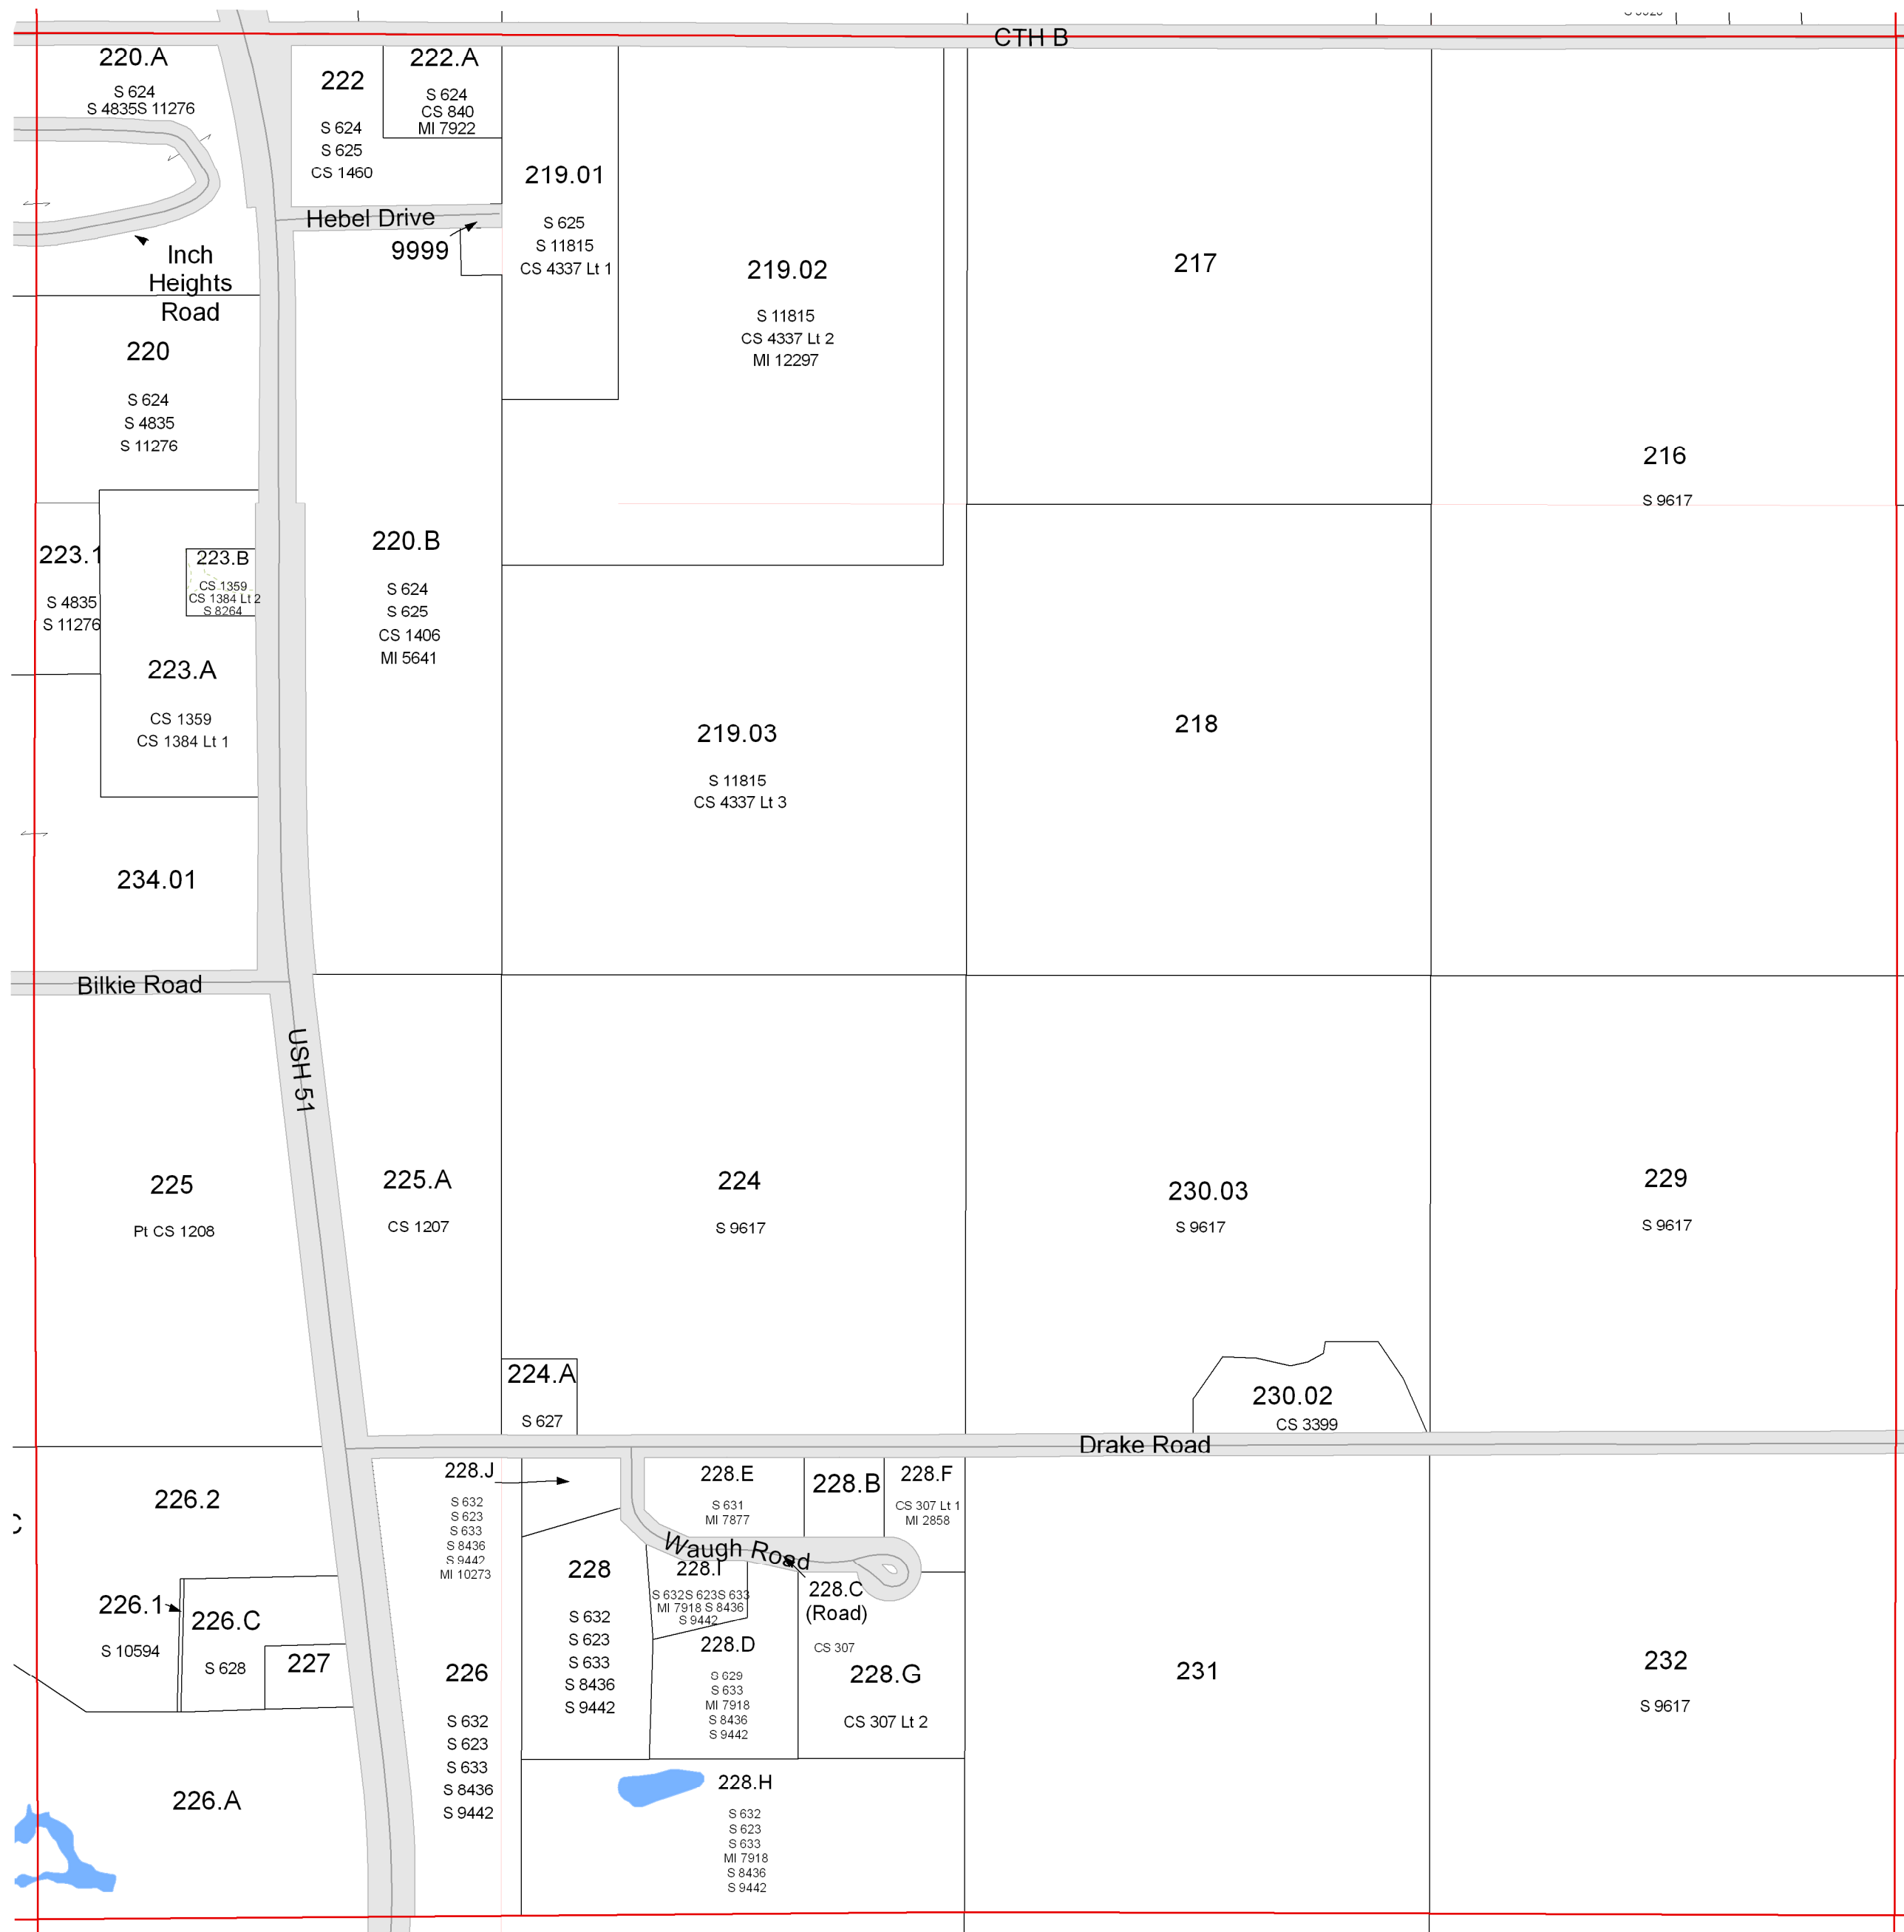 CTH B
220.A
S 624
S 4835S 11276
222
S 624
S 625
CS 1460
222.A
S 624
CS 840
MI 7922
219.01
S 625
S 11815
CS 4337 Lt 1
219.02
S 11815
CS 4337 Lt 2
MI 12297
217
216
S 9617
Hebel Drive
9999
Inch
Heights
Road
220
S 624
S 4835
S 11276
223.1
S 4835
S 11276
223.B
CS 1359
CS 1384 Lt 2
S 8264
223.A
CS 1359
CS 1384 Lt 1
220.B
S 624
S 625
CS 1406
MI 5641
219.03
S 11815
CS 4337 Lt 3
218
234.01
Bilkie Road
USH 51
225
Pt CS 1208
225.A
CS 1207
224
S 9617
230.03
S 9617
229
S 9617
224.A
S 627
230.02
CS 3399
Drake Road
226.2
228.J
S 632
S 623
S 633
S 8436
S 9442
MI 10273
228.E
S 631
MI 7877
228.B
228.F
CS 307 Lt 1
MI 2858
Waugh Road
228
S 632
S 623
S 633
S 8436
S 9442
228.I
S 632S 623S 633
MI 7918 S 8436
S 9442
228.C
(Road)
CS 307
226.1
S 10594
226.C
S 628
227
226
S 632
S 623
S 633
S 8436
S 9442
228.D
S 629
S 633
MI 7918
S 8436
S 9442
228.G
CS 307 Lt 2
231
232
S 9617
226.A
228.H
S 632
S 623
S 633
MI 7918
S 8436
S 9442